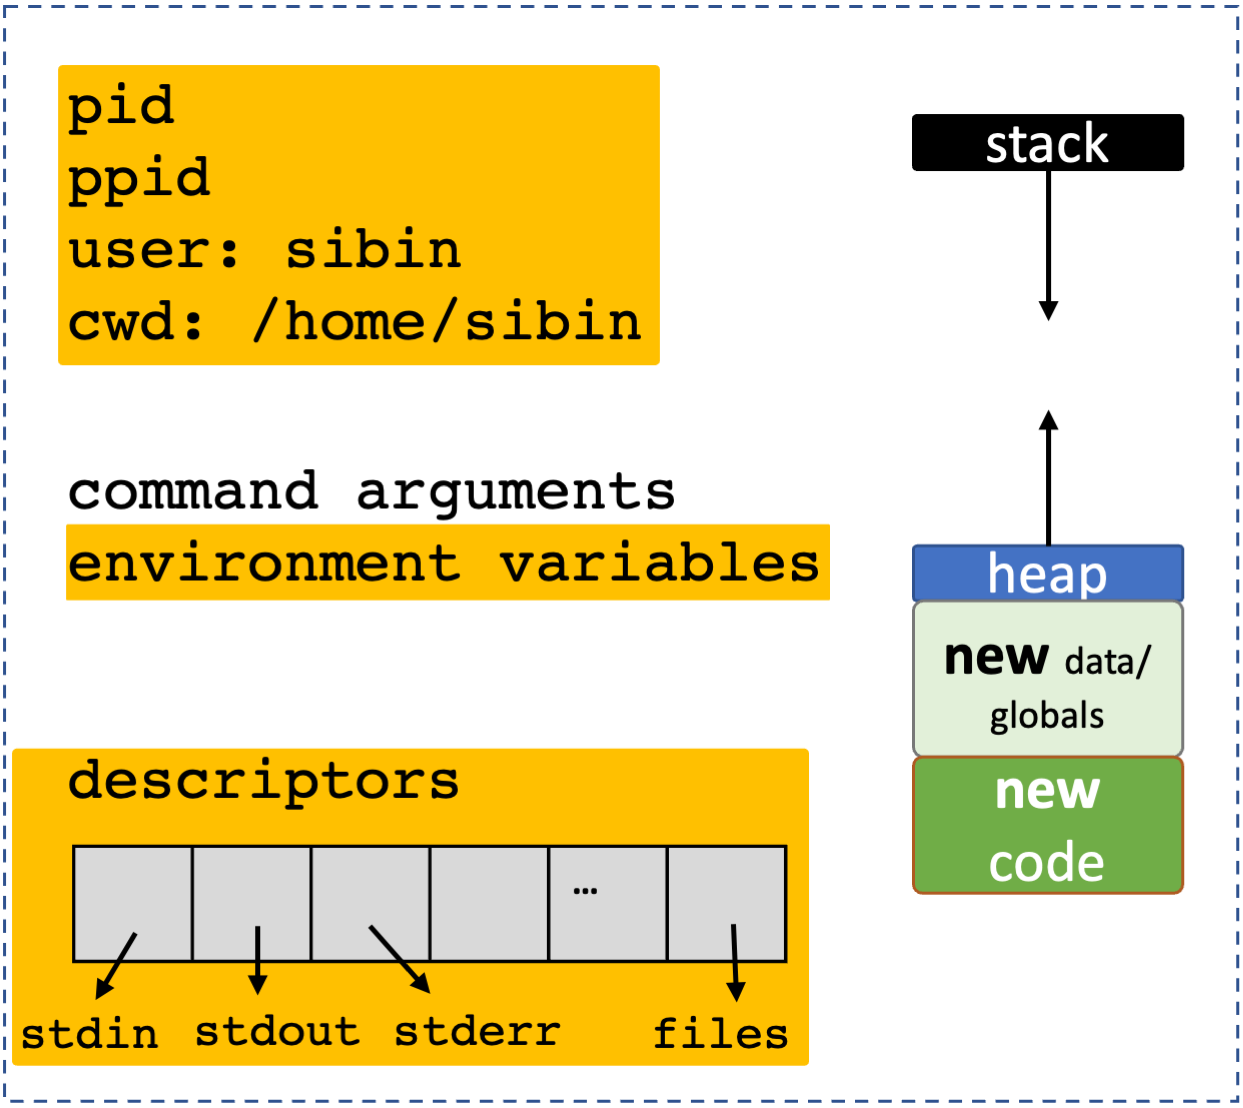 pid
ppid
user: sibin
cwd: /home/sibin
command arguments
environment variables
descriptors
...
stdin stdout stderr files
stack
heap
new data/
globals
new
code